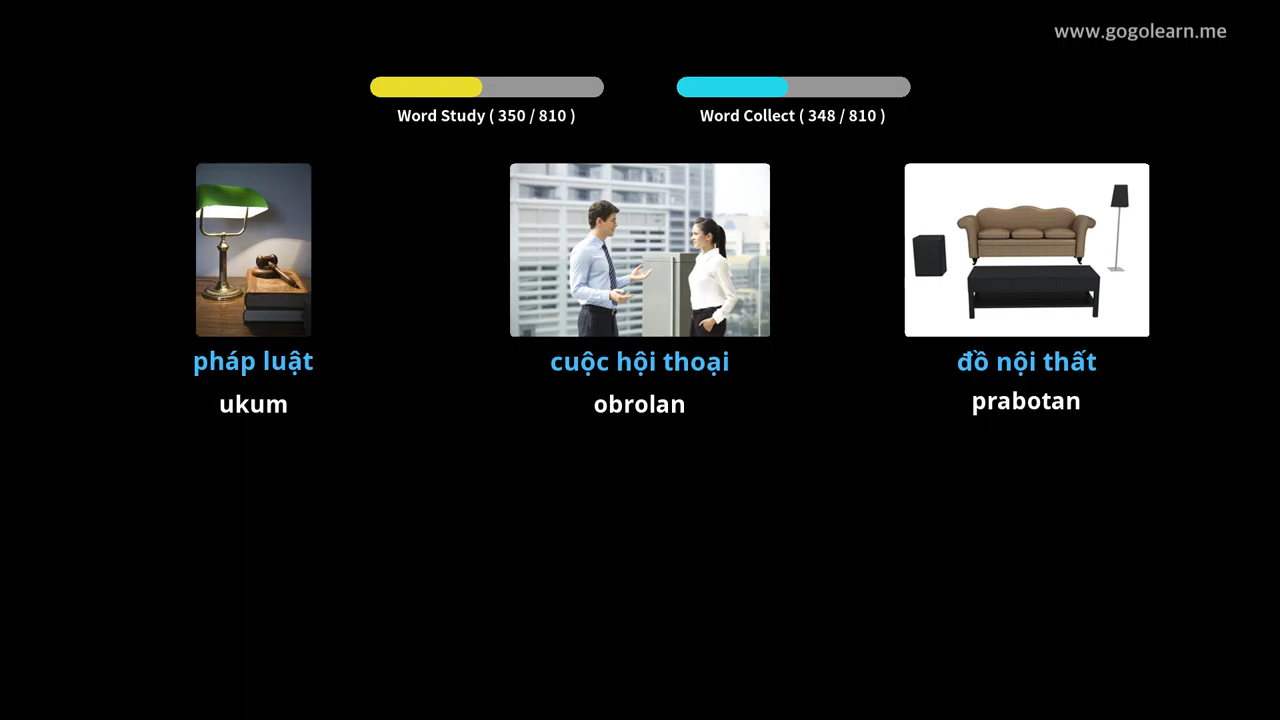 www.gogolearn.me
Word Study ( 350 / 810 )
Word Collect ( 348 / 810 )
pháp luật
cuộc hội thoại
đồ nội thất
ukum
obrolan
prabotan